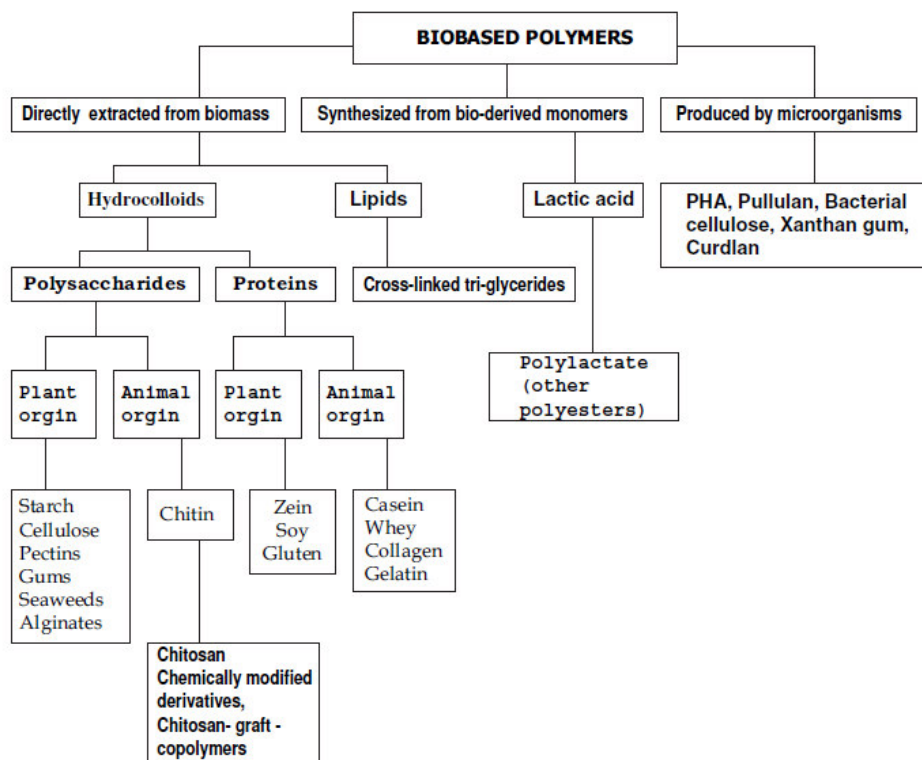 BIOBASED POLYMERS
Directly extracted from biomass
Synthesized from bio-derived monomers
Produced by microorganisms
Hydrocolloids
Lipids
Lactic acid
PHA, Pullulan, Bacterial
cellulose, Xanthan gum,
Curdlan
Polysaccharides
Proteins
Cross-linked tri-glycerides
Polylactate
(other
polyesters)
Plant
orgin
Animal
orgin
Plant
orgin
Animal
orgin
Starch
Cellulose
Pectins
Gums
Seaweeds
Alginates
Chitin
Zein
Soy
Gluten
Casein
Whey
Collagen
Gelatin
Chitosan
Chemically modified
derivatives,
Chitosan- graft -
copolymers